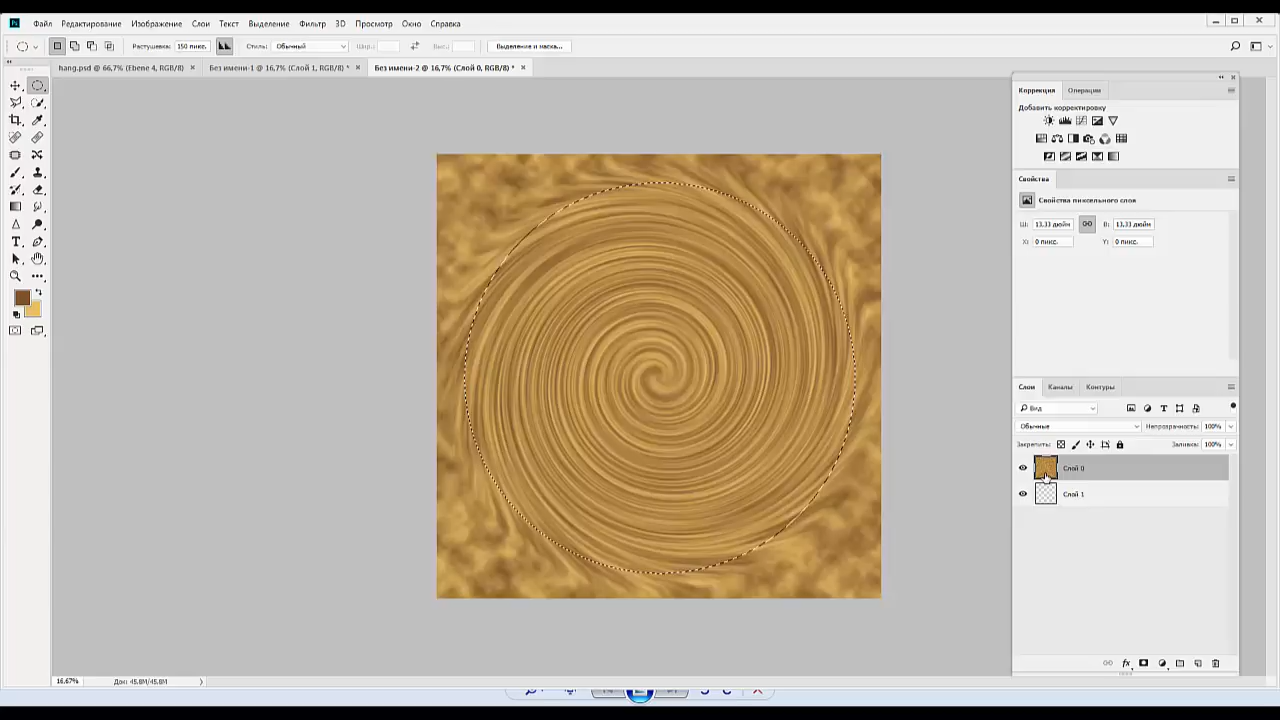 Ps Файл Редактирование Изображение Слои Текст Выделение Фильтр 3D Просмотр Окно Справка
Растушевка: 150 пикс. Стиль: Обычный Шир.: Выс.: Выделение и маска...
hang.psd @ 66,7% (Ebene 4, RGB/8) × Без имени-1 @ 16,7% (Слой 1, RGB/8) * × Без имени-2 @ 16,7% (Слой 0, RGB/8) * ×
Коррекция Операции
Добавить корректировку
Свойства
Свойства пиксельного слоя
Ш: 13,33 дюйм В: 13,33 дюйм
X: 0 пикс. Y: 0 пикс.
Слои Каналы Контуры
Вид
Обычные Непрозрачность: 100%
Закрепить: Заливка: 100%
Слой 0
Слой 1
16.67% Док: 45,8M/45,8M